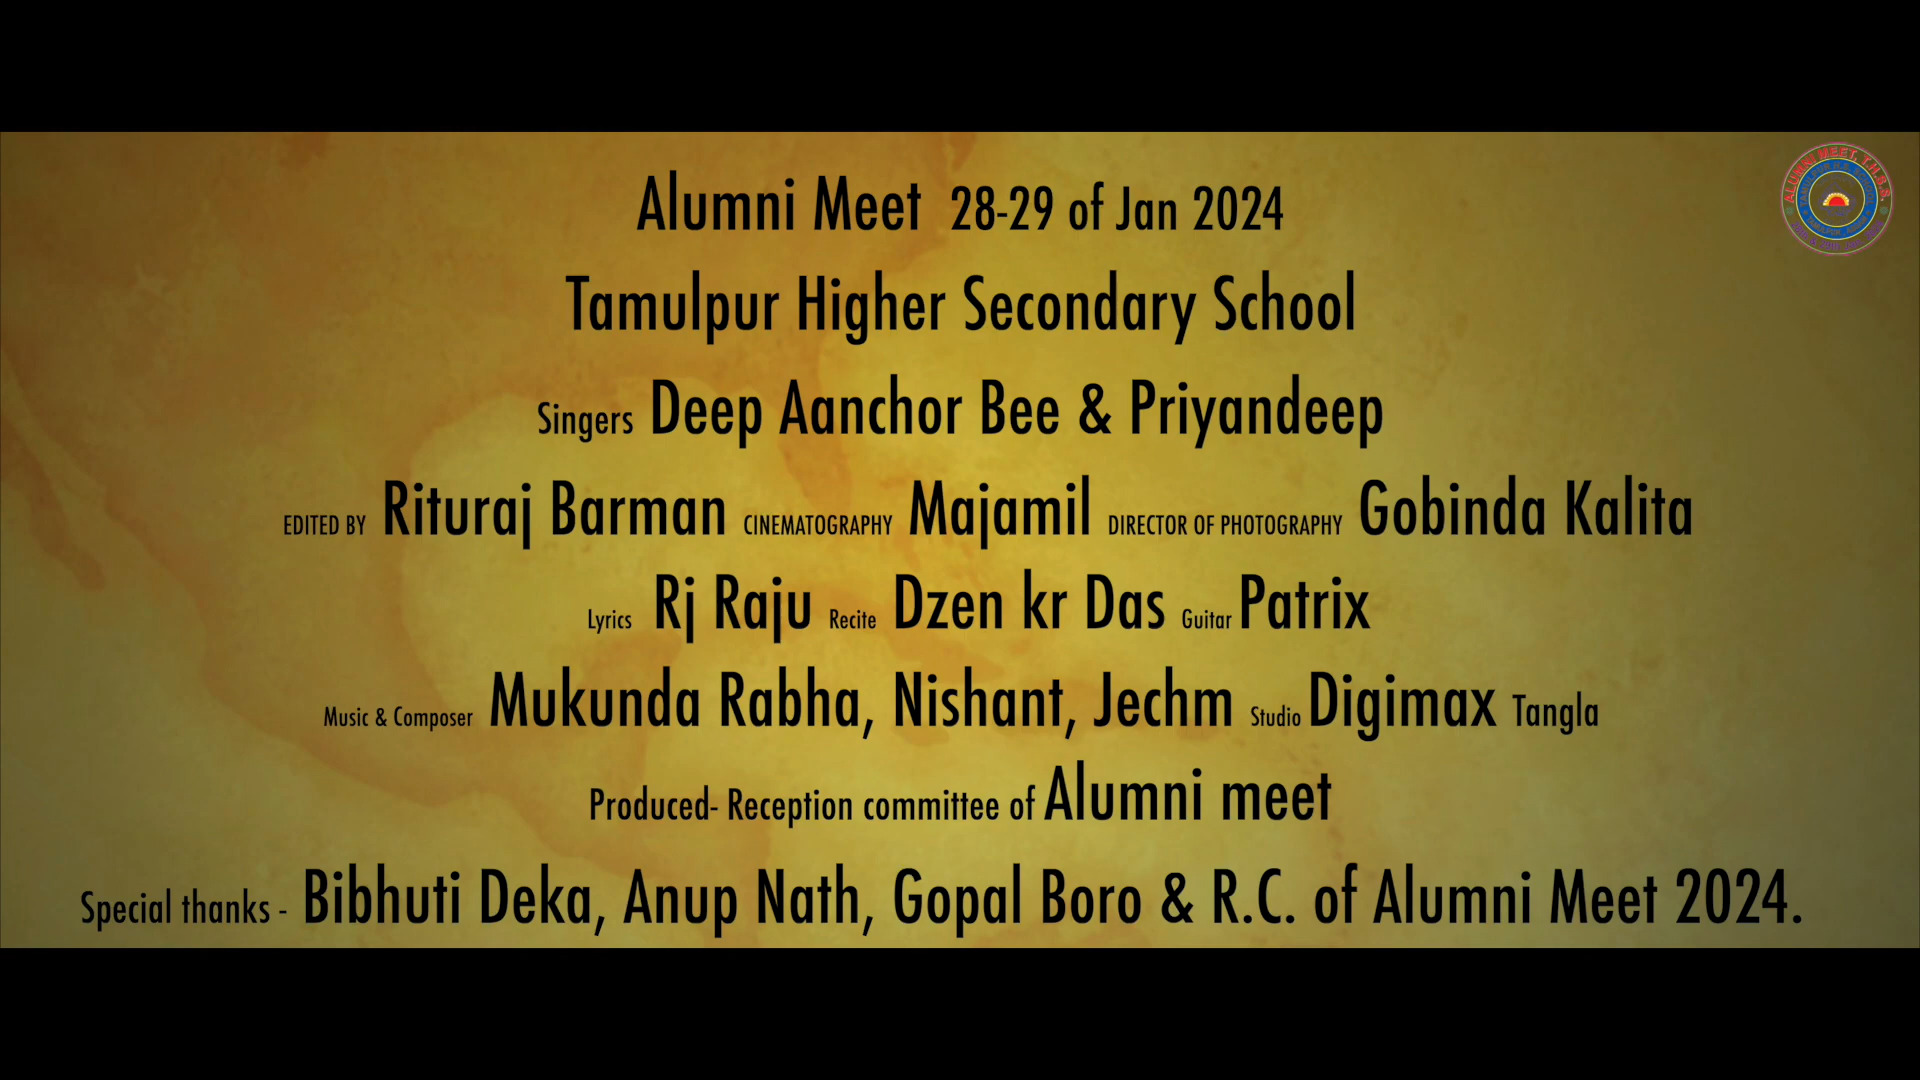 Alumni Meet 28-29 of Jan 2024
ALUMNI MEET, T.H.S.S.
Tamulpur Higher Secondary School
Singers Deep Aanchor Bee & Priyandeep
EDITED BY Rituraj Barman CINEMATOGRAPHY Majamil DIRECTOR OF PHOTOGRAPHY Gobinda Kalita
Lyrics Rj Raju Recite Dzen kr Das Guitar Patrix
Music & Composer Mukunda Rabha, Nishant, Jechm Studio Digimax Tangla
Produced- Reception committee of Alumni meet
Special thanks - Bibhuti Deka, Anup Nath, Gopal Boro & R.C. of Alumni Meet 2024.